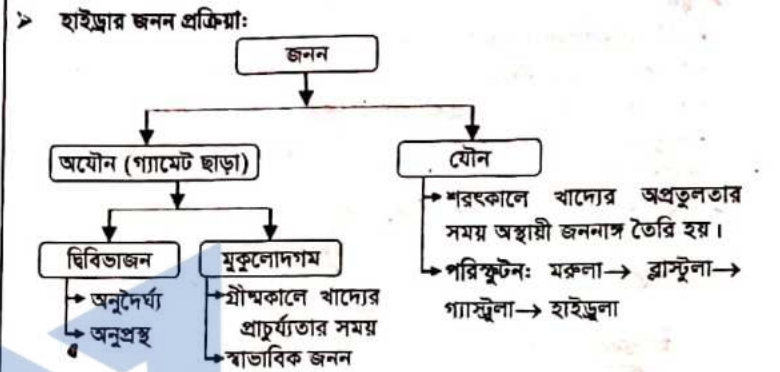 ➤ হাইড্রার জনন প্রক্রিয়া:
জনন
অযৌন (গ্যামেট ছাড়া)
যৌন
দ্বিবিভাজন
অনুদৈর্ঘ্য
অনুপ্রস্থ
মুকুলোদগম
গ্রীষ্মকালে খাদ্যের
প্রাচুর্য্যতার সময়
স্বাভাবিক জনন
শরৎকালে খাদ্যের অপ্রতুলতার
সময় অস্থায়ী জননাঙ্গ তৈরি হয়।
পরিস্ফুটন: মরুলা→ ব্লাস্টুলা→
গ্যাস্ট্রুলা→ হাইড্রুলা